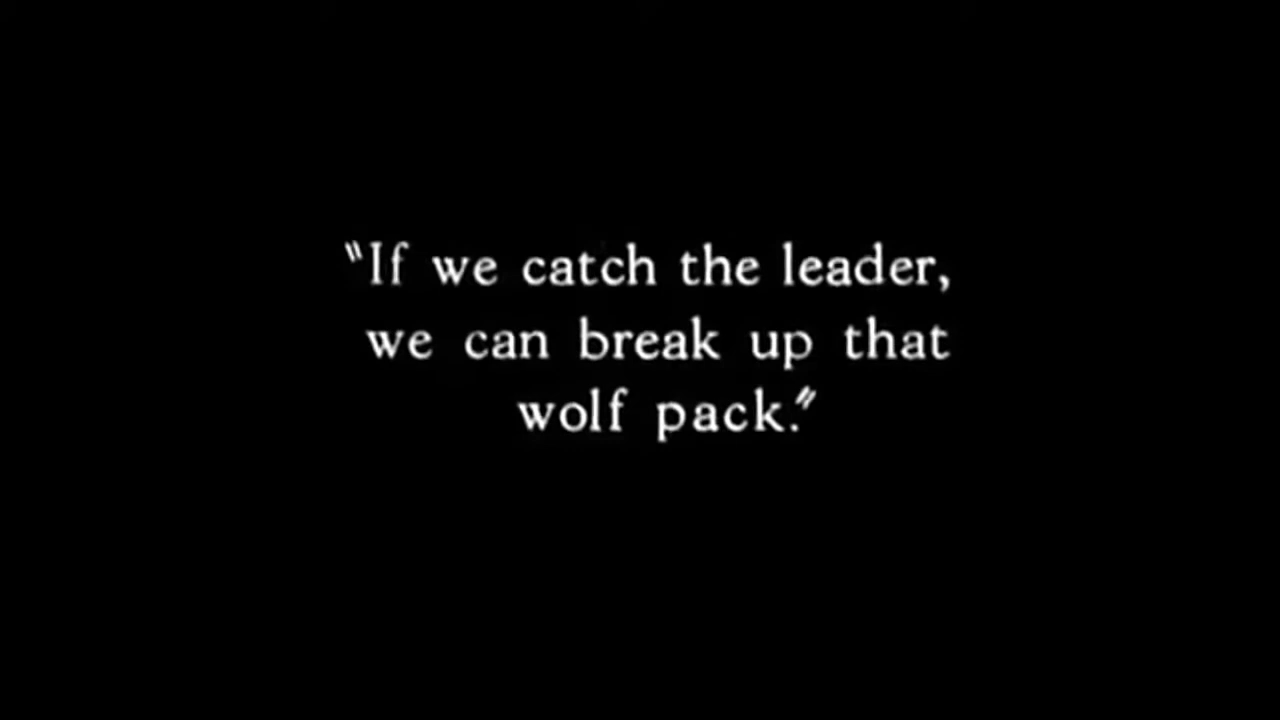 "If we catch the leader,
we can break up that
wolf pack."